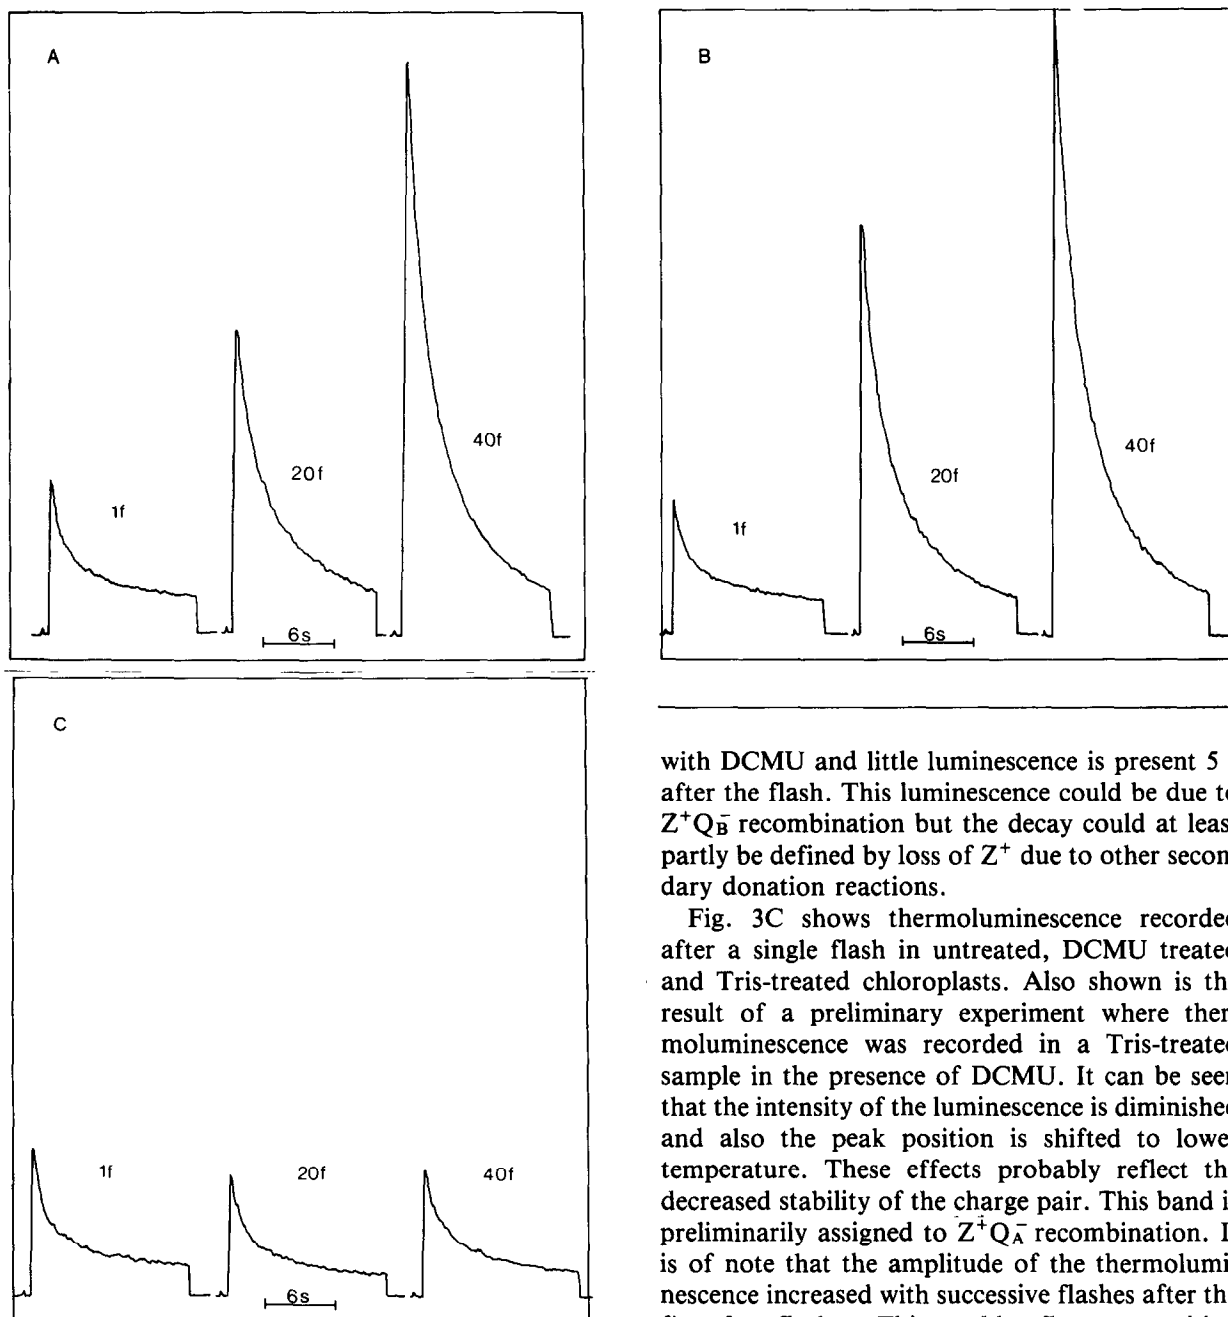 A
1f
20f
40f
6s
B
1f
20f
40f
6s
C
1f
20f
40f
6s
with DCMU and little luminescence is present 5
after the flash. This luminescence could be due to
Z⁺Q_B⁻ recombination but the decay could at least
partly be defined by loss of Z⁺ due to other secon
dary donation reactions.
Fig. 3C shows thermoluminescence recorded
after a single flash in untreated, DCMU treated
and Tris-treated chloroplasts. Also shown is th
result of a preliminary experiment where ther
moluminescence was recorded in a Tris-treated
sample in the presence of DCMU. It can be seen
that the intensity of the luminescence is diminished
and also the peak position is shifted to lowe
temperature. These effects probably reflect th
decreased stability of the charge pair. This band i
preliminarily assigned to Z⁺Q_A⁻ recombination. I
is of note that the amplitude of the thermolumi
nescence increased with successive flashes after th